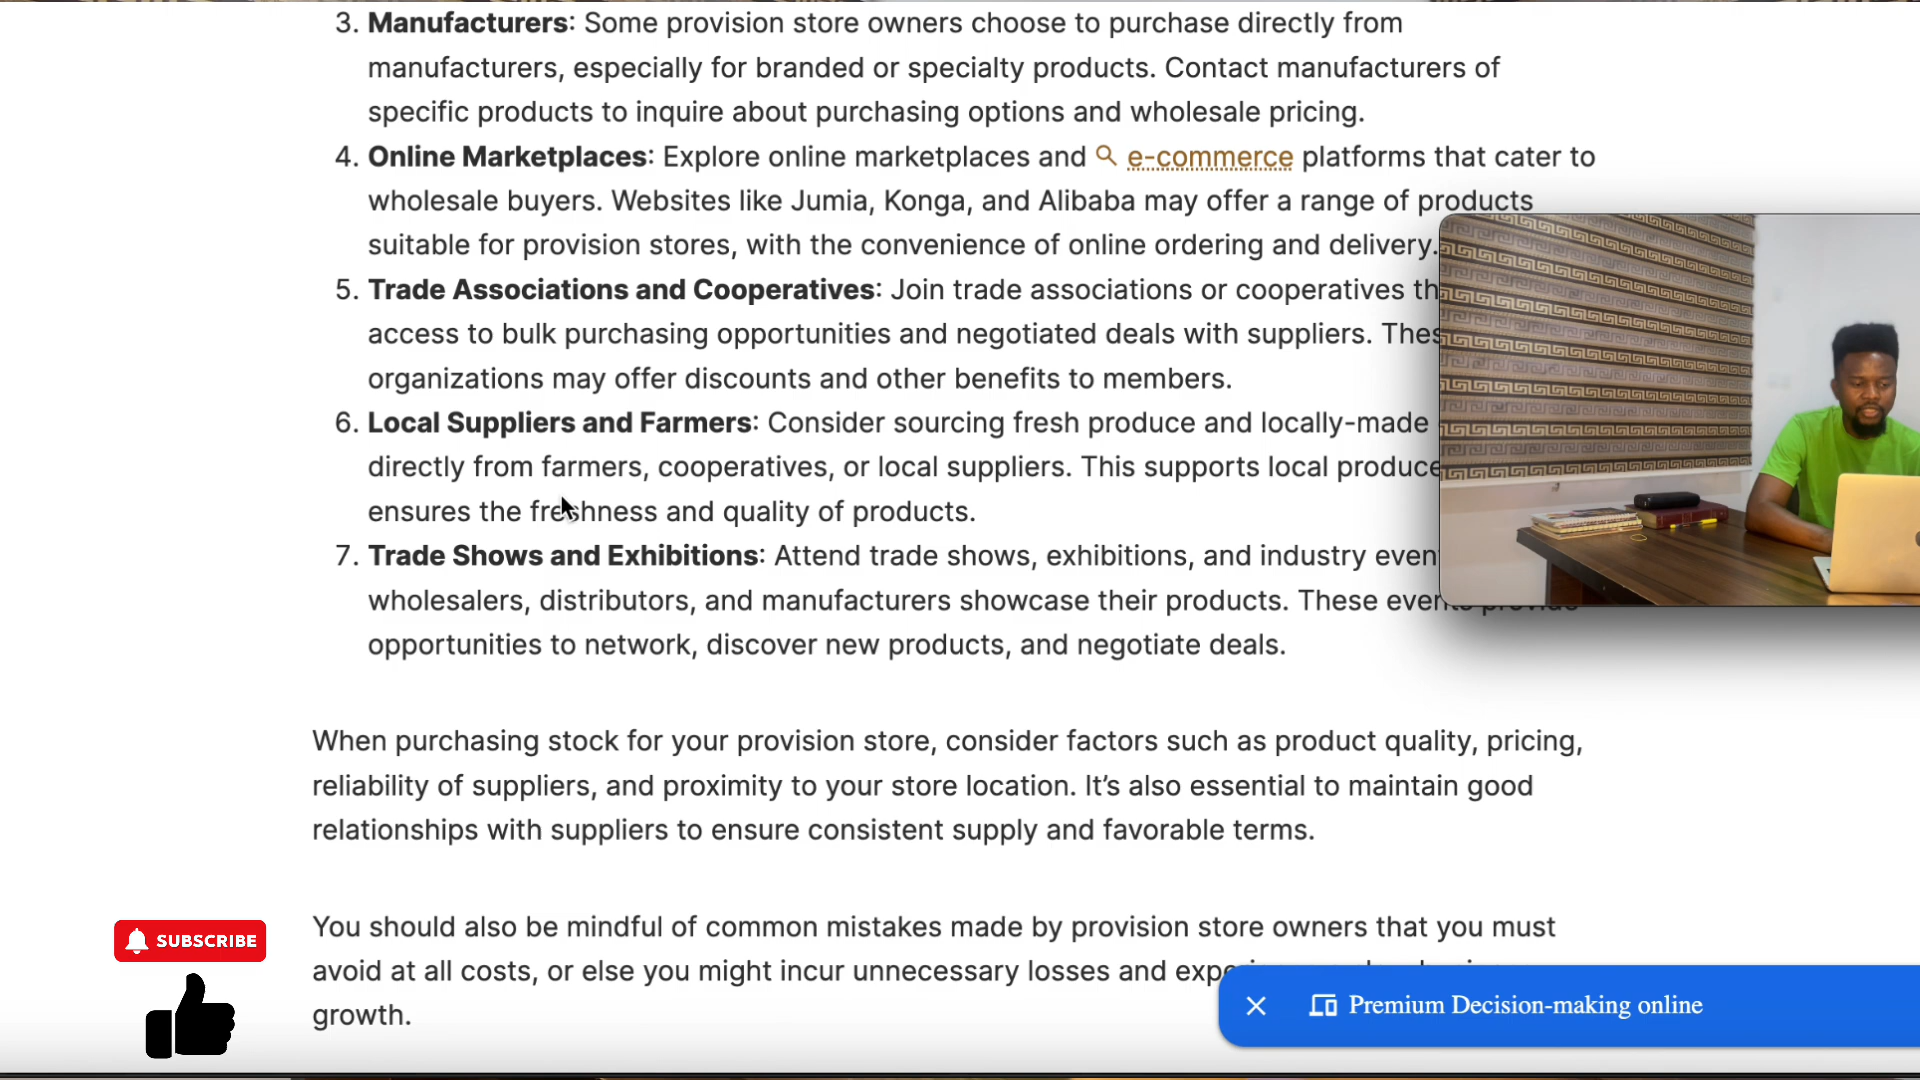 3. Manufacturers: Some provision store owners choose to purchase directly from
manufacturers, especially for branded or specialty products. Contact manufacturers of
specific products to inquire about purchasing options and wholesale pricing.
4. Online Marketplaces: Explore online marketplaces and e-commerce platforms that cater to
wholesale buyers. Websites like Jumia, Konga, and Alibaba may offer a range of products
suitable for provision stores, with the convenience of online ordering and delivery.
5. Trade Associations and Cooperatives: Join trade associations or cooperatives
access to bulk purchasing opportunities and negotiated deals with suppliers.
organizations may offer discounts and other benefits to members.
6. Local Suppliers and Farmers: Consider sourcing fresh produce and locally-made
directly from farmers, cooperatives, or local suppliers. This supports local
ensures the freshness and quality of products.
7. Trade Shows and Exhibitions: Attend trade shows, exhibitions, and industry
wholesalers, distributors, and manufacturers showcase their products. These
opportunities to network, discover new products, and negotiate deals.
When purchasing stock for your provision store, consider factors such as product quality, pricing,
reliability of suppliers, and proximity to your store location. It’s also essential to maintain good
relationships with suppliers to ensure consistent supply and favorable terms.
You should also be mindful of common mistakes made by provision store owners that you must
avoid at all costs, or else you might incur unnecessary losses and
growth.
SUBSCRIBE
Premium Decision-making online